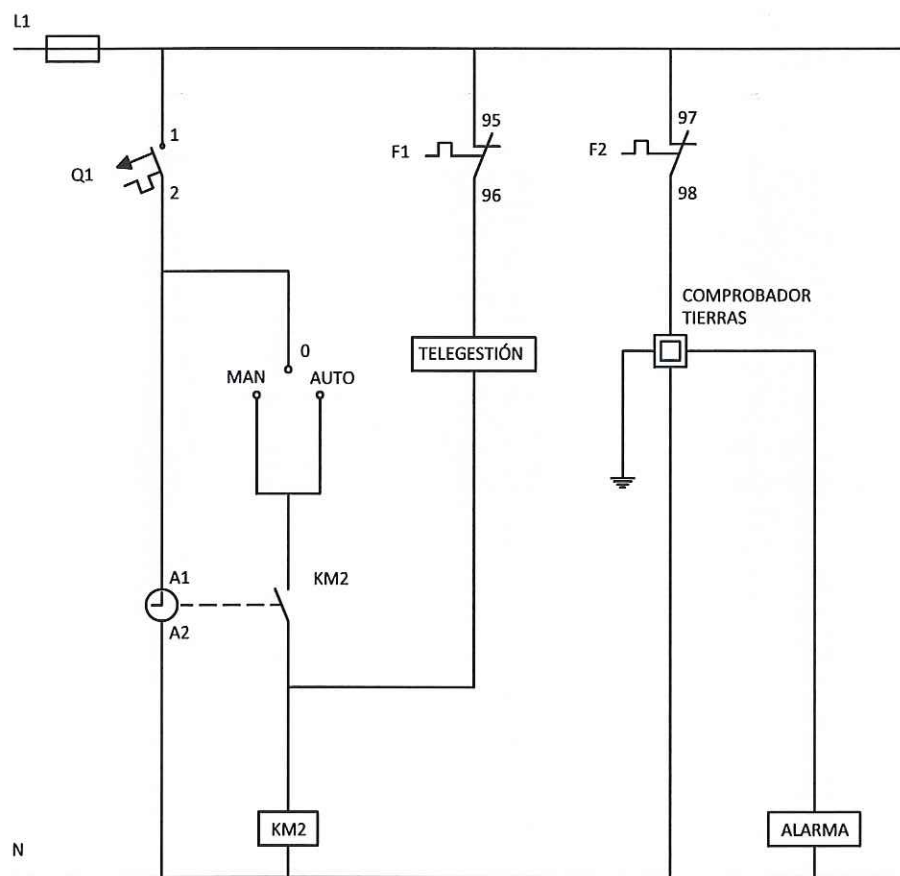 L1
1
Q1
2
95
F1
96
97
F2
98
COMPROBADOR
TIERRAS
0
MAN
AUTO
TELEGESTIÓN
A1
A2
KM2
KM2
ALARMA
N